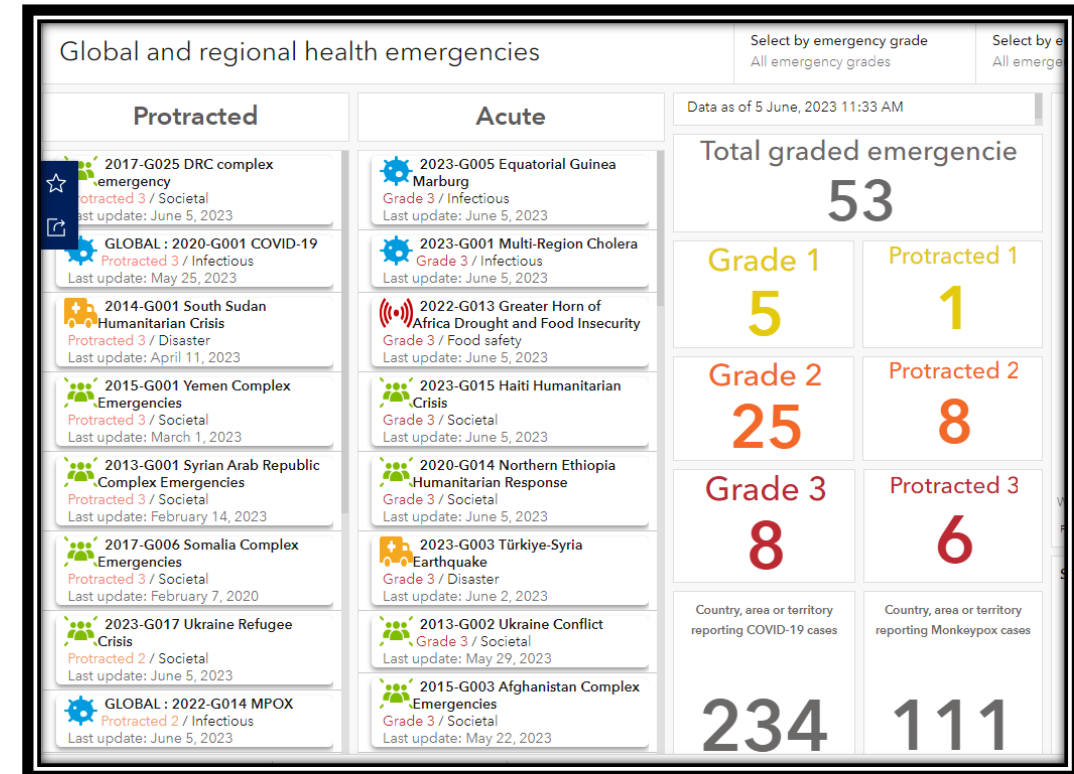 Global and regional health emergencies
Select by emergency grade
All emergency grades
Select by e
All emerge
Protracted
2017-G025 DRC complex
emergency
Protracted 3 / Societal
Last update: June 5, 2023
GLOBAL : 2020-G001 COVID-19
Protracted 3 / Infectious
Last update: May 25, 2023
2014-G001 South Sudan
Humanitarian Crisis
Protracted 3 / Disaster
Last update: April 11, 2023
2015-G001 Yemen Complex
Emergencies
Protracted 3 / Societal
Last update: March 1, 2023
2013-G001 Syrian Arab Republic
Complex Emergencies
Protracted 3 / Societal
Last update: February 14, 2023
2017-G006 Somalia Complex
Emergencies
Protracted 3 / Societal
Last update: February 7, 2020
2023-G017 Ukraine Refugee
Crisis
Protracted 2 / Societal
Last update: June 5, 2023
GLOBAL : 2022-G014 MPOX
Protracted 2 / Infectious
Last update: June 5, 2023
Acute
2023-G005 Equatorial Guinea
Marburg
Grade 3 / Infectious
Last update: June 5, 2023
2023-G001 Multi-Region Cholera
Grade 3 / Infectious
Last update: June 5, 2023
2022-G013 Greater Horn of
Africa Drought and Food Insecurity
Grade 3 / Food safety
Last update: June 5, 2023
2023-G015 Haiti Humanitarian
Crisis
Grade 3 / Societal
Last update: June 5, 2023
2020-G014 Northern Ethiopia
Humanitarian Response
Grade 3 / Societal
Last update: June 5, 2023
2023-G003 Türkiye-Syria
Earthquake
Grade 3 / Disaster
Last update: June 2, 2023
2013-G002 Ukraine Conflict
Grade 3 / Societal
Last update: May 29, 2023
2015-G003 Afghanistan Complex
Emergencies
Grade 3 / Societal
Last update: May 22, 2023
Data as of 5 June, 2023 11:33 AM
Total graded emergencie
53
Grade 1
5
Protract ed 1
1
Grade 2
25
Protracted 2
8
Grade 3
8
Protracted 3
6
Country, area or territory
reporting COVID-19 cases
234
Country, area or territory
reporting Monkeypox cases
111